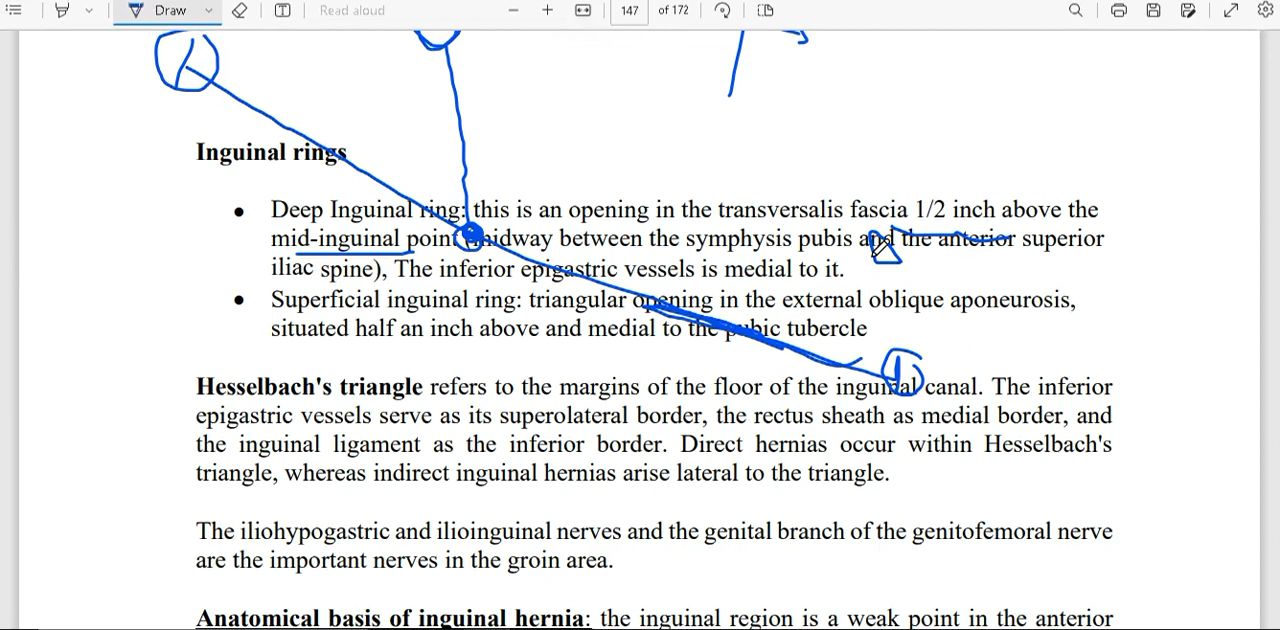 Draw
Read aloud
147 of 172
Inguinal rings
Deep Inguinal ring: this is an opening in the transversalis fascia 1/2 inch above the
mid-inguinal point (midway between the symphysis pubis and the anterior superior
iliac spine), The inferior epigastric vessels is medial to it.
Superficial inguinal ring: triangular opening in the external oblique aponeurosis,
situated half an inch above and medial to the pubic tubercle
Hesselbach's triangle refers to the margins of the floor of the inguinal canal. The inferior
epigastric vessels serve as its superolateral border, the rectus sheath as medial border, and
the inguinal ligament as the inferior border. Direct hernias occur within Hesselbach's
triangle, whereas indirect inguinal hernias arise lateral to the triangle.
The iliohypogastric and ilioinguinal nerves and the genital branch of the genitofemoral nerve
are the important nerves in the groin area.
Anatomical basis of inguinal hernia: the inguinal region is a weak point in the anterior